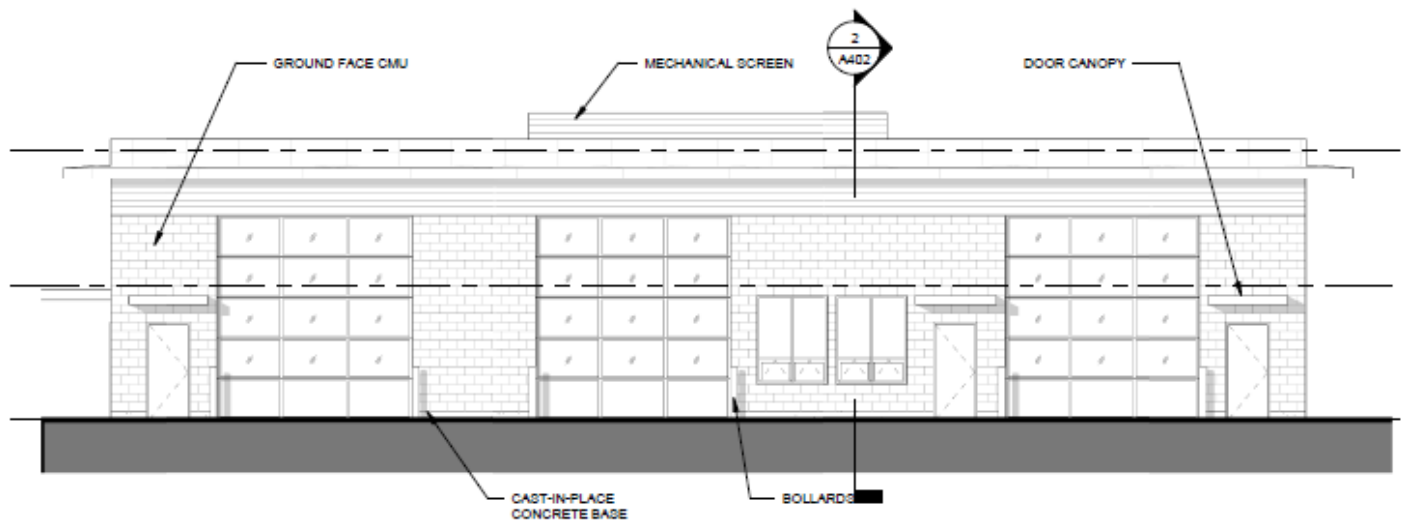 2
A402
GROUND FACE CMU
MECHANICAL SCREEN
DOOR CANOPY
CAST-IN-PLACE
CONCRETE BASE
BOLLARDS